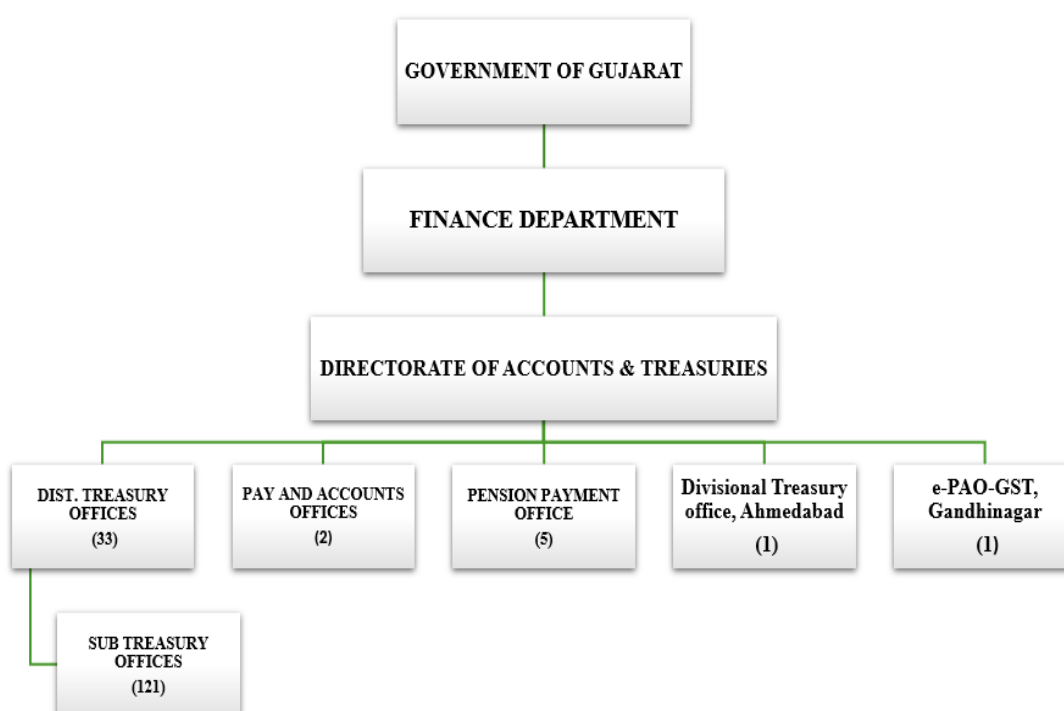 GOVERNMENT OF GUJARAT
FINANCE DEPARTMENT
DIRECTORATE OF ACCOUNTS & TREASURIES
DIST. TREASURY
OFFICES
(33)
PAY AND ACCOUNTS
OFFICES
(2)
PENSION PAYMENT
OFFICE
(5)
Divisional Treasury
office, Ahmedabad
(1)
e-PAO-GST,
Gandhinagar
(1)
SUB TREASURY
OFFICES
(121)